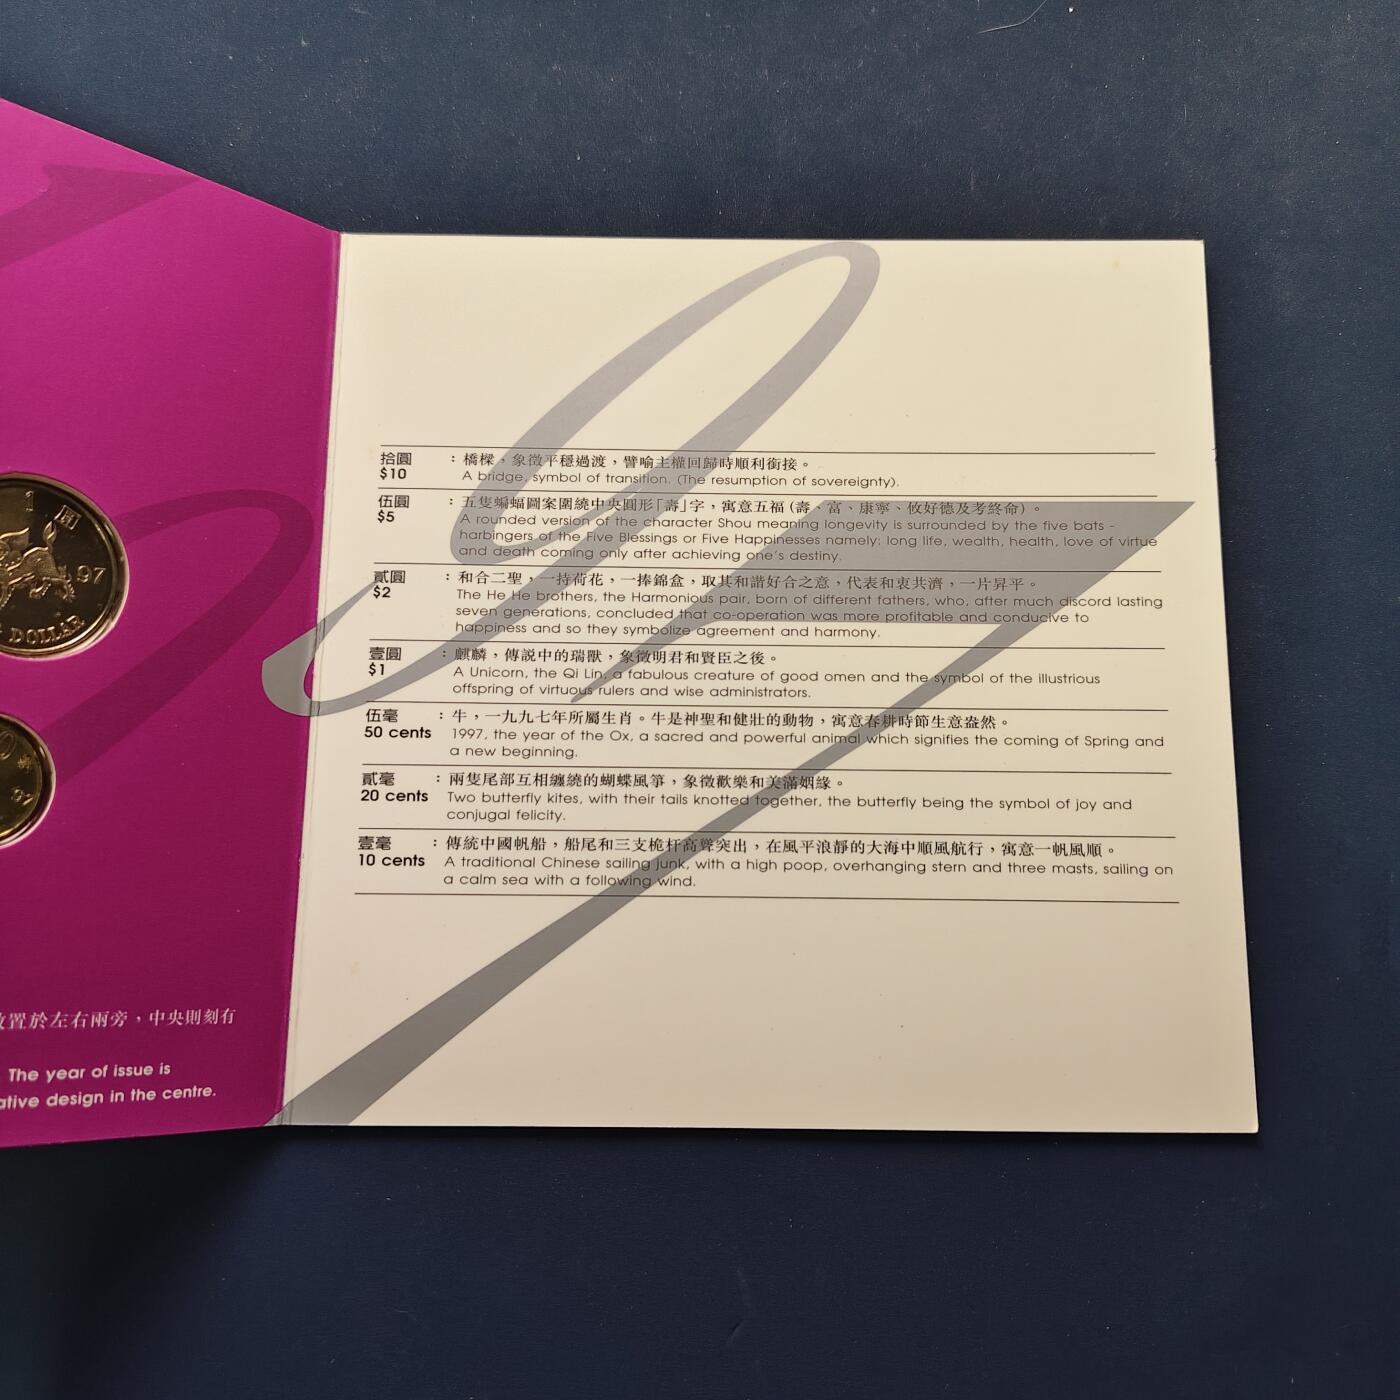 1
圓
97
DOLLAR
97
放置於左右兩旁，中央則刻有
The year of issue is
ative design in the centre.
拾圓 ：橋樑，象徵平穩過渡，譬喻主權回歸時順利銜接。
$10 A bridge, symbol of transition. (The resumption of sovereignty).
伍圓 ：五隻蝙蝠圖案圍繞中央圓形「壽」字，寓意五福 (壽、富、康寧、攸好德及考終命) 。
$5 A rounded version of the character Shou meaning longevity is surrounded by the five bats -
harbingers of the Five Blessings or Five Happinesses namely: long life, wealth, health, love of virtue
and death coming only after achieving one's destiny.
貳圓 ：和合二聖，一持荷花，一捧錦盒，取其和諧好合之意，代表和衷共濟，一片昇平。
$2 The He He brothers, the Harmonious pair, born of different fathers, who, after much discord lasting
seven generations, concluded that co-operation was more profitable and conducive to
happiness and so they symbolize agreement and harmony.
壹圓 ：麒麟，傳説中的瑞獸，象徵明君和賢臣之後。
$1 A Unicorn, the Qi Lin, a fabulous creature of good omen and the symbol of the illustrious
offspring of virtuous rulers and wise administrators.
伍毫 ：牛，一九九七年所屬生肖。牛是神聖和健壯的動物，寓意春耕時節生意盎然。
50 cents 1997, the year of the Ox, a sacred and powerful animal which signifies the coming of Spring and
a new beginning.
貳毫 ：兩隻尾部互相纏繞的蝴蝶風箏，象徵歡樂和美滿姻緣。
20 cents Two butterfly kites, with their tails knotted together, the butterfly being the symbol of joy and
conjugal felicity.
壹毫 ：傳統中國帆船，船尾和三支桅杆高聳突出，在風平浪靜的大海中順風航行，寓意一帆風順。
10 cents A traditional Chinese sailing junk, with a high poop, overhanging stern and three masts, sailing on
a calm sea with a following wind.